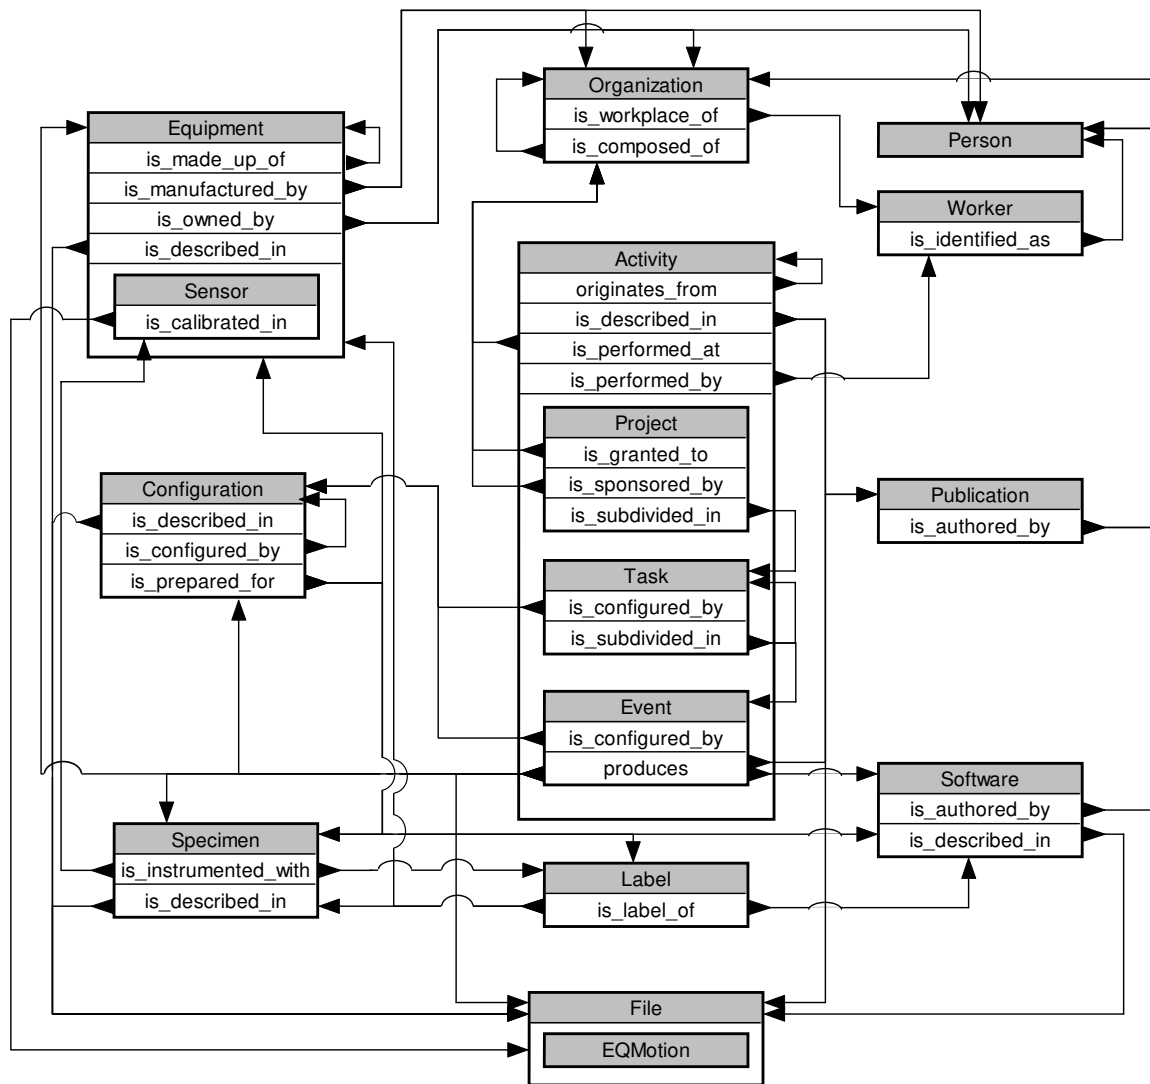 Organization
is_workplace_of
is_composed_of
Equipment
is_made_up_of
is_manufactured_by
is_owned_by
is_described_in
Sensor
is_calibrated_in
Person
Worker
is_identified_as
Activity
originates_from
is_described_in
is_performed_at
is_performed_by
Project
is_granted_to
is_sponsored_by
is_subdivided_in
Task
is_configured_by
is_subdivided_in
Event
is_configured_by
produces
Configuration
is_described_in
is_configured_by
is_prepared_for
Publication
is_authored_by
Software
is_authored_by
is_described_in
Specimen
is_instrumented_with
is_described_in
Label
is_label_of
File
EQMotion